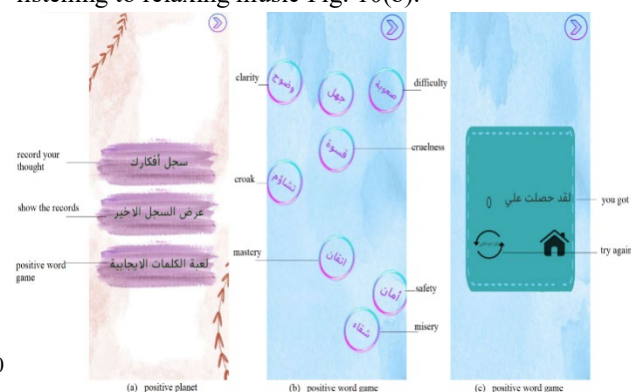 listening to relaxing music Fig. 10(b).
record your
thought
سجل أفكارك
show the records
عرض السجل الاخير
positive word
game
لعبة الكلمات الايجابية
(a) positive planet
clarity
وضوح
جهل
صعوبة
difficulty
قسوة
cruelness
croak
تشاؤم
mastery
اتقان
أمان
safety
شقاء
misery
(b) positive word game
لقد حصلت علي
0
you got
try again
(c) positive word game